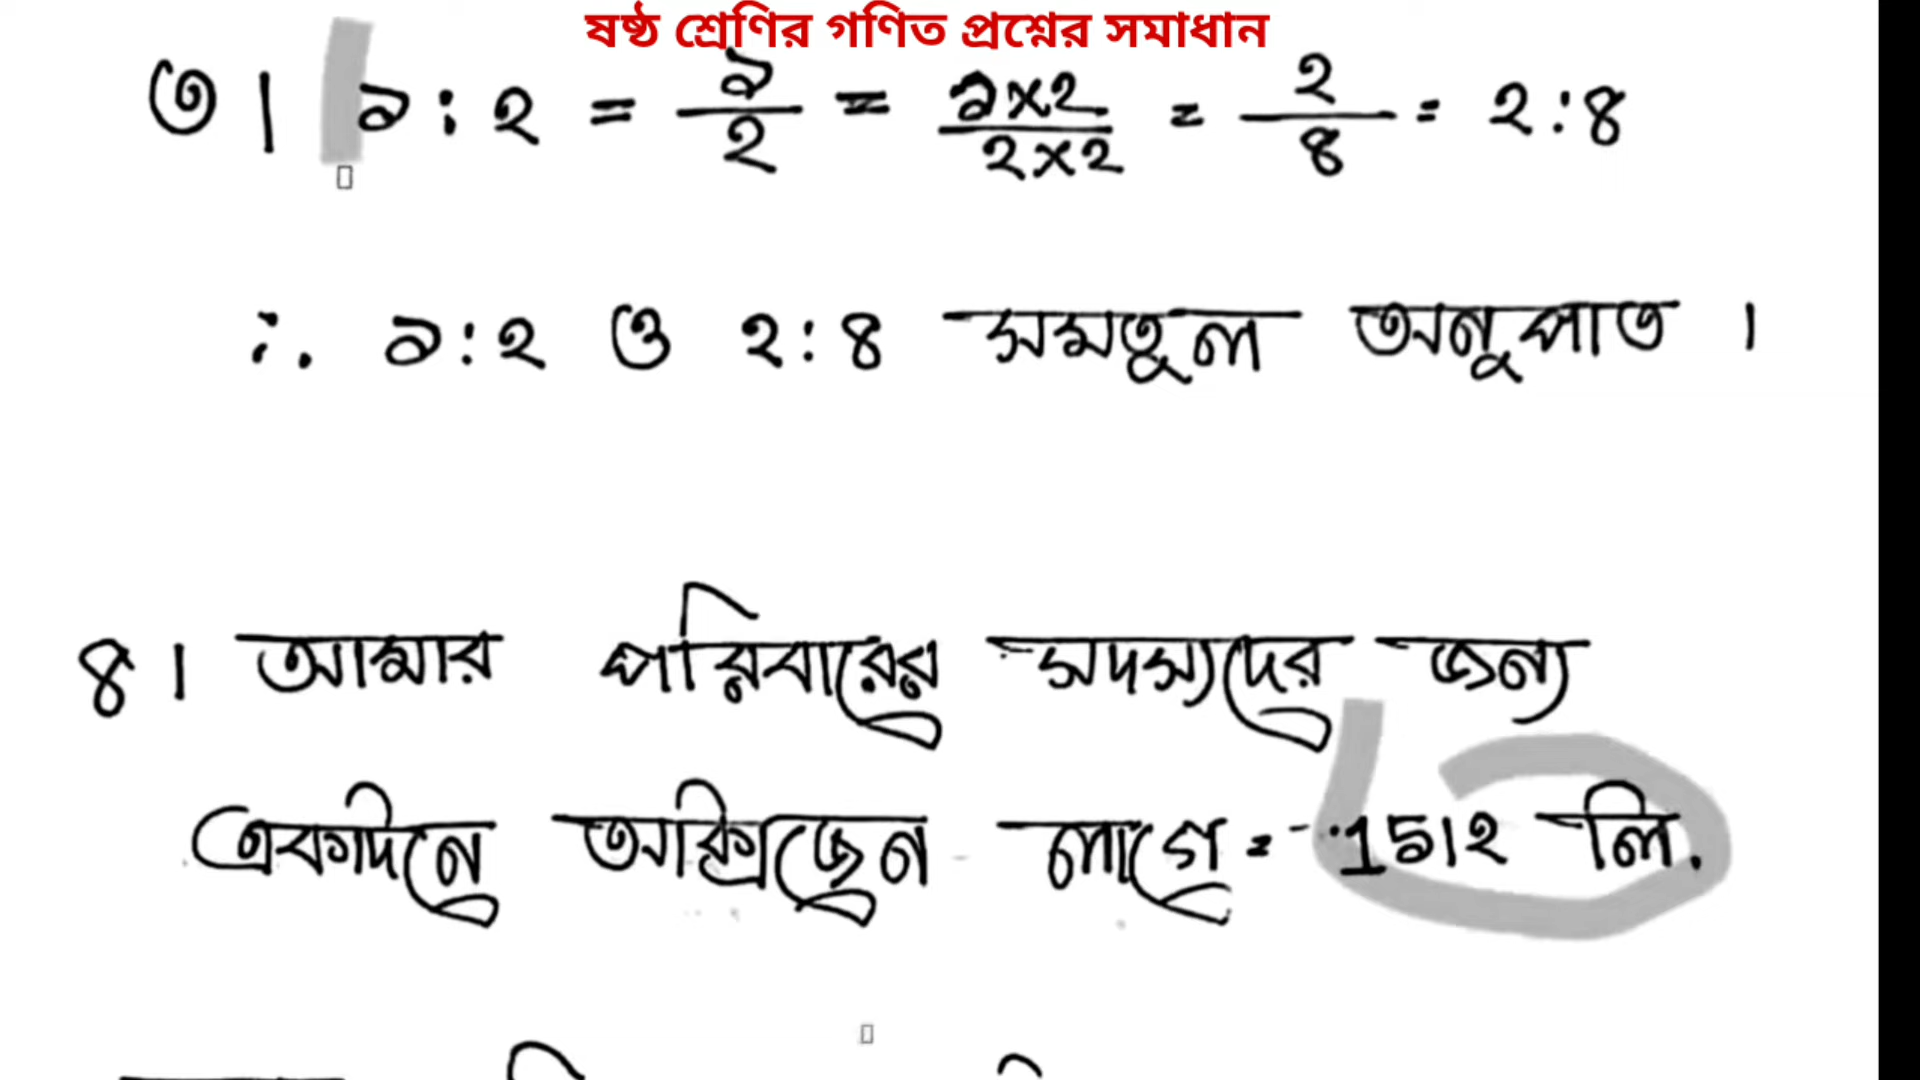 ষষ্ঠ শ্রেণির গণিত প্রশ্নের সমাধান
৩। ১ : ২ = ১/২ = ১×২/২×২ = ২/৪ = ২:৪
∴ ১:২ ও ২:৪ সমতুল অনুপাত ।
৪। আমার পরিবারের সদস্যদের জন্য
একদিনে অক্সিজেন লাগে =
লি.